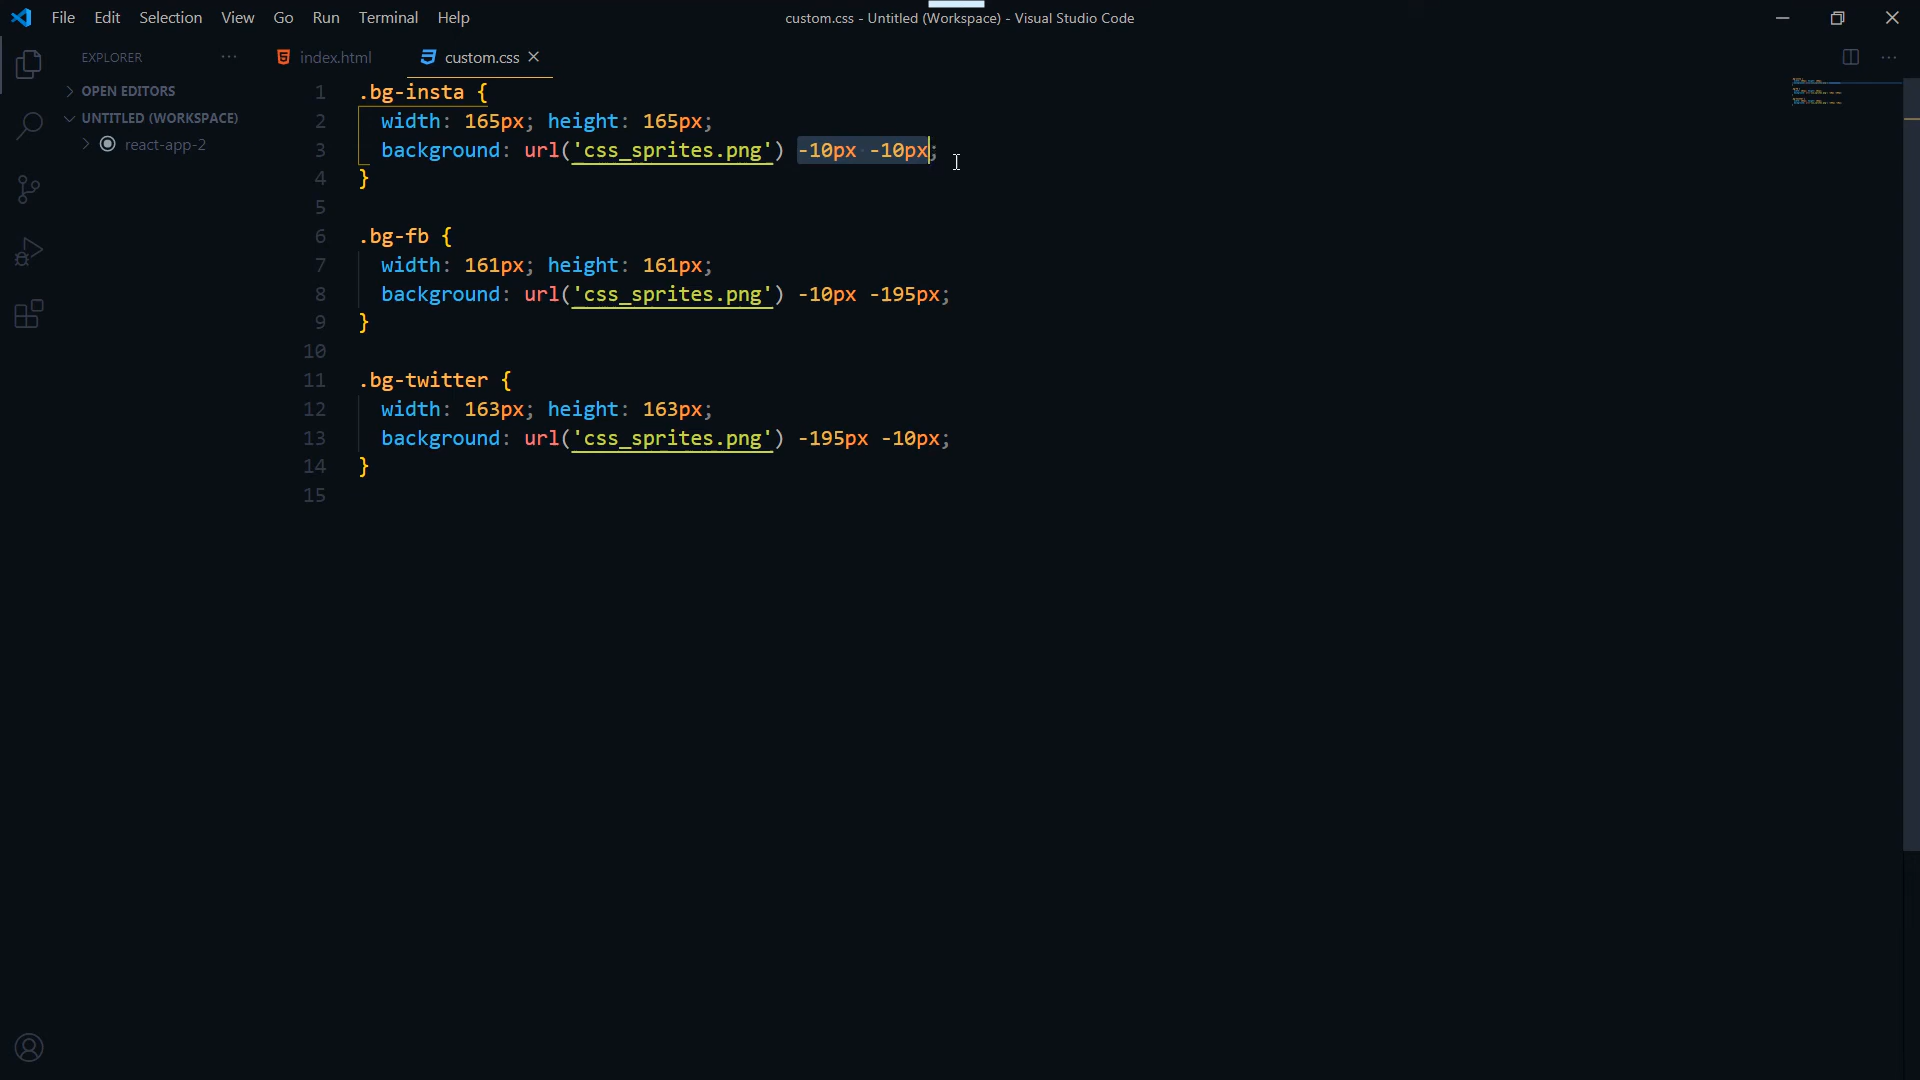 File Edit Selection View Go Run Terminal Help
custom.css - Untitled (Workspace) - Visual Studio Code
EXPLORER
OPEN EDITORS
UNTITLED (WORKSPACE)
react-app-2
index.html
custom.css
1 .bg-insta {
2 width: 165px; height: 165px;
3 background: url('css_sprites.png') -10px -10px;
4 }
5
6 .bg-fb {
7 width: 161px; height: 161px;
8 background: url('css_sprites.png') -10px -195px;
9 }
10
11 .bg-twitter {
12 width: 163px; height: 163px;
13 background: url('css_sprites.png') -195px -10px;
14 }
15